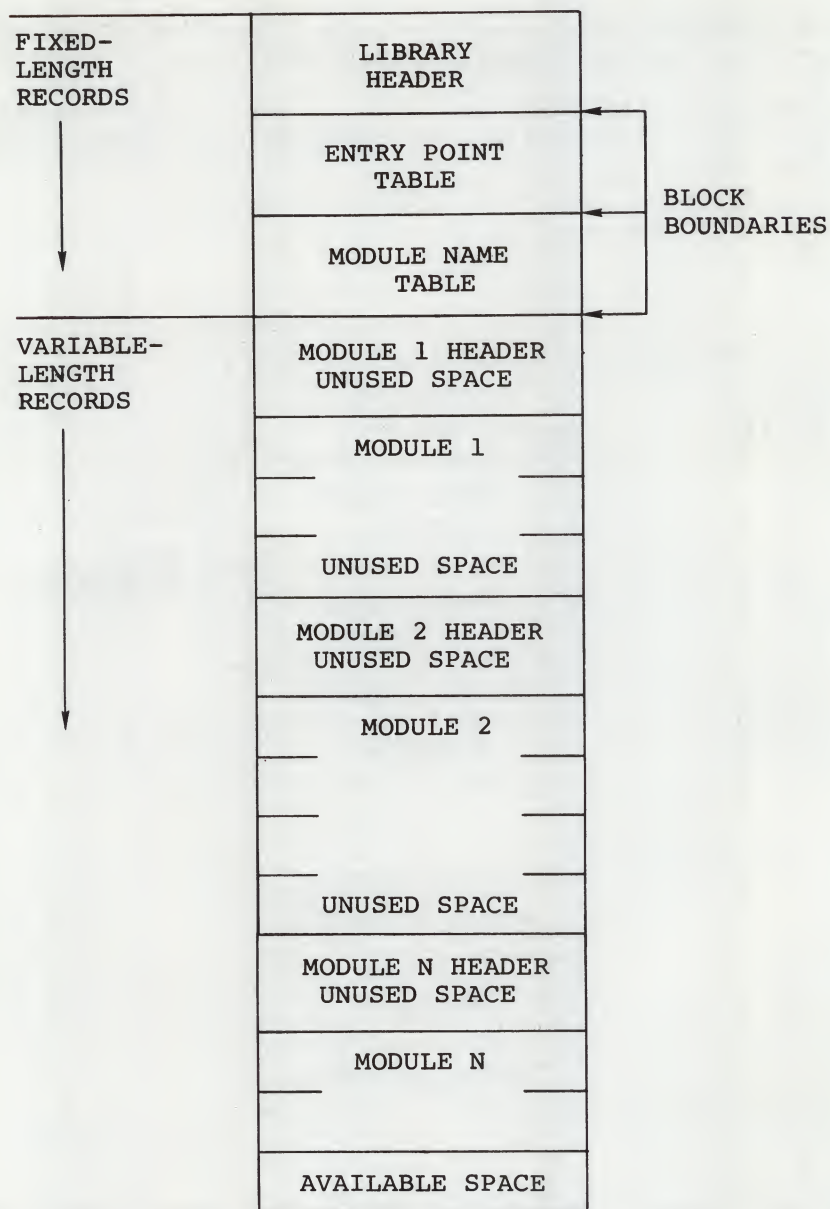 FIXED-
LENGTH
RECORDS
LIBRARY
HEADER
ENTRY POINT
TABLE
MODULE NAME
TABLE
BLOCK
BOUNDARIES
VARIABLE-
LENGTH
RECORDS
MODULE 1 HEADER
UNUSED SPACE
MODULE 1
UNUSED SPACE
MODULE 2 HEADER
UNUSED SPACE
MODULE 2
UNUSED SPACE
MODULE N HEADER
UNUSED SPACE
MODULE N
AVAILABLE SPACE